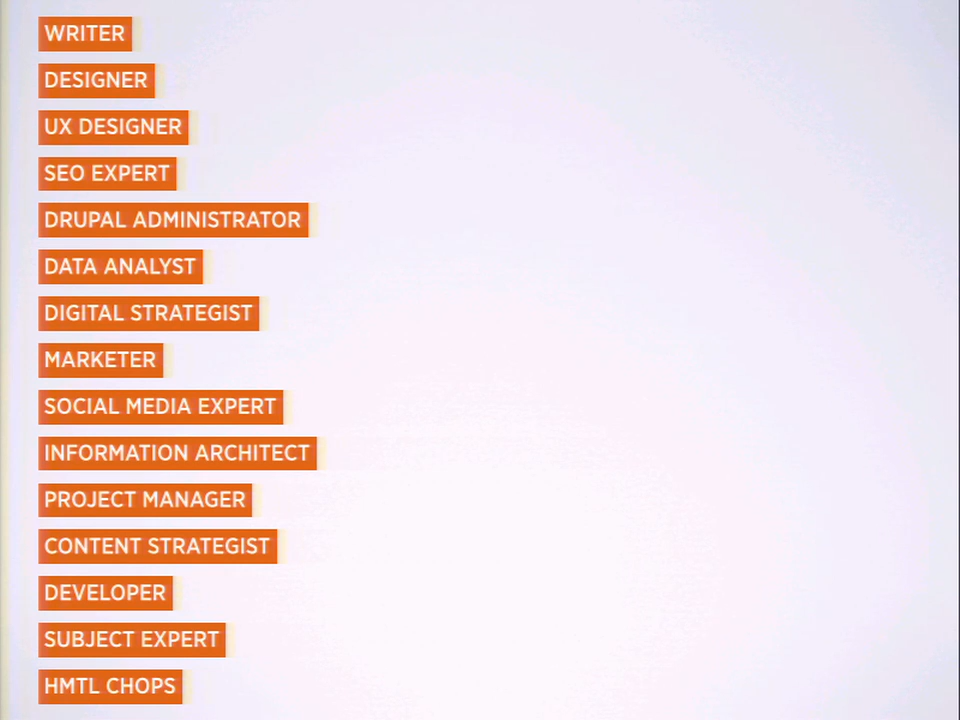 WRITER
DESIGNER
UX DESIGNER
SEO EXPERT
DRUPAL ADMINISTRATOR
DATA ANALYST
DIGITAL STRATEGIST
MARKETER
SOCIAL MEDIA EXPERT
INFORMATION ARCHITECT
PROJECT MANAGER
CONTENT STRATEGIST
DEVELOPER
SUBJECT EXPERT
HMTL CHOPS